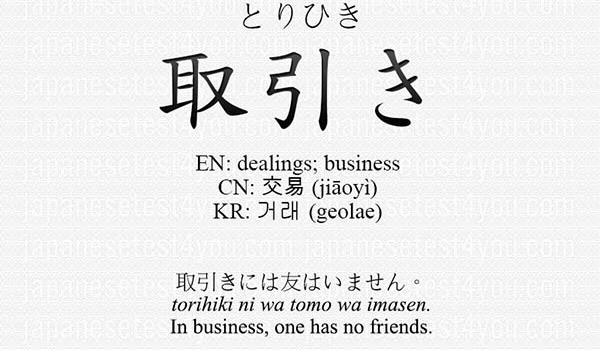 とりひき
取引き
EN: dealings; business
CN: 交易 (jiāoyì)
KR: 거래 (geolae)
取引きには友はいません。
torihiki ni wa tomo wa imasen.
In business, one has no friends.
japanesetest4you.com